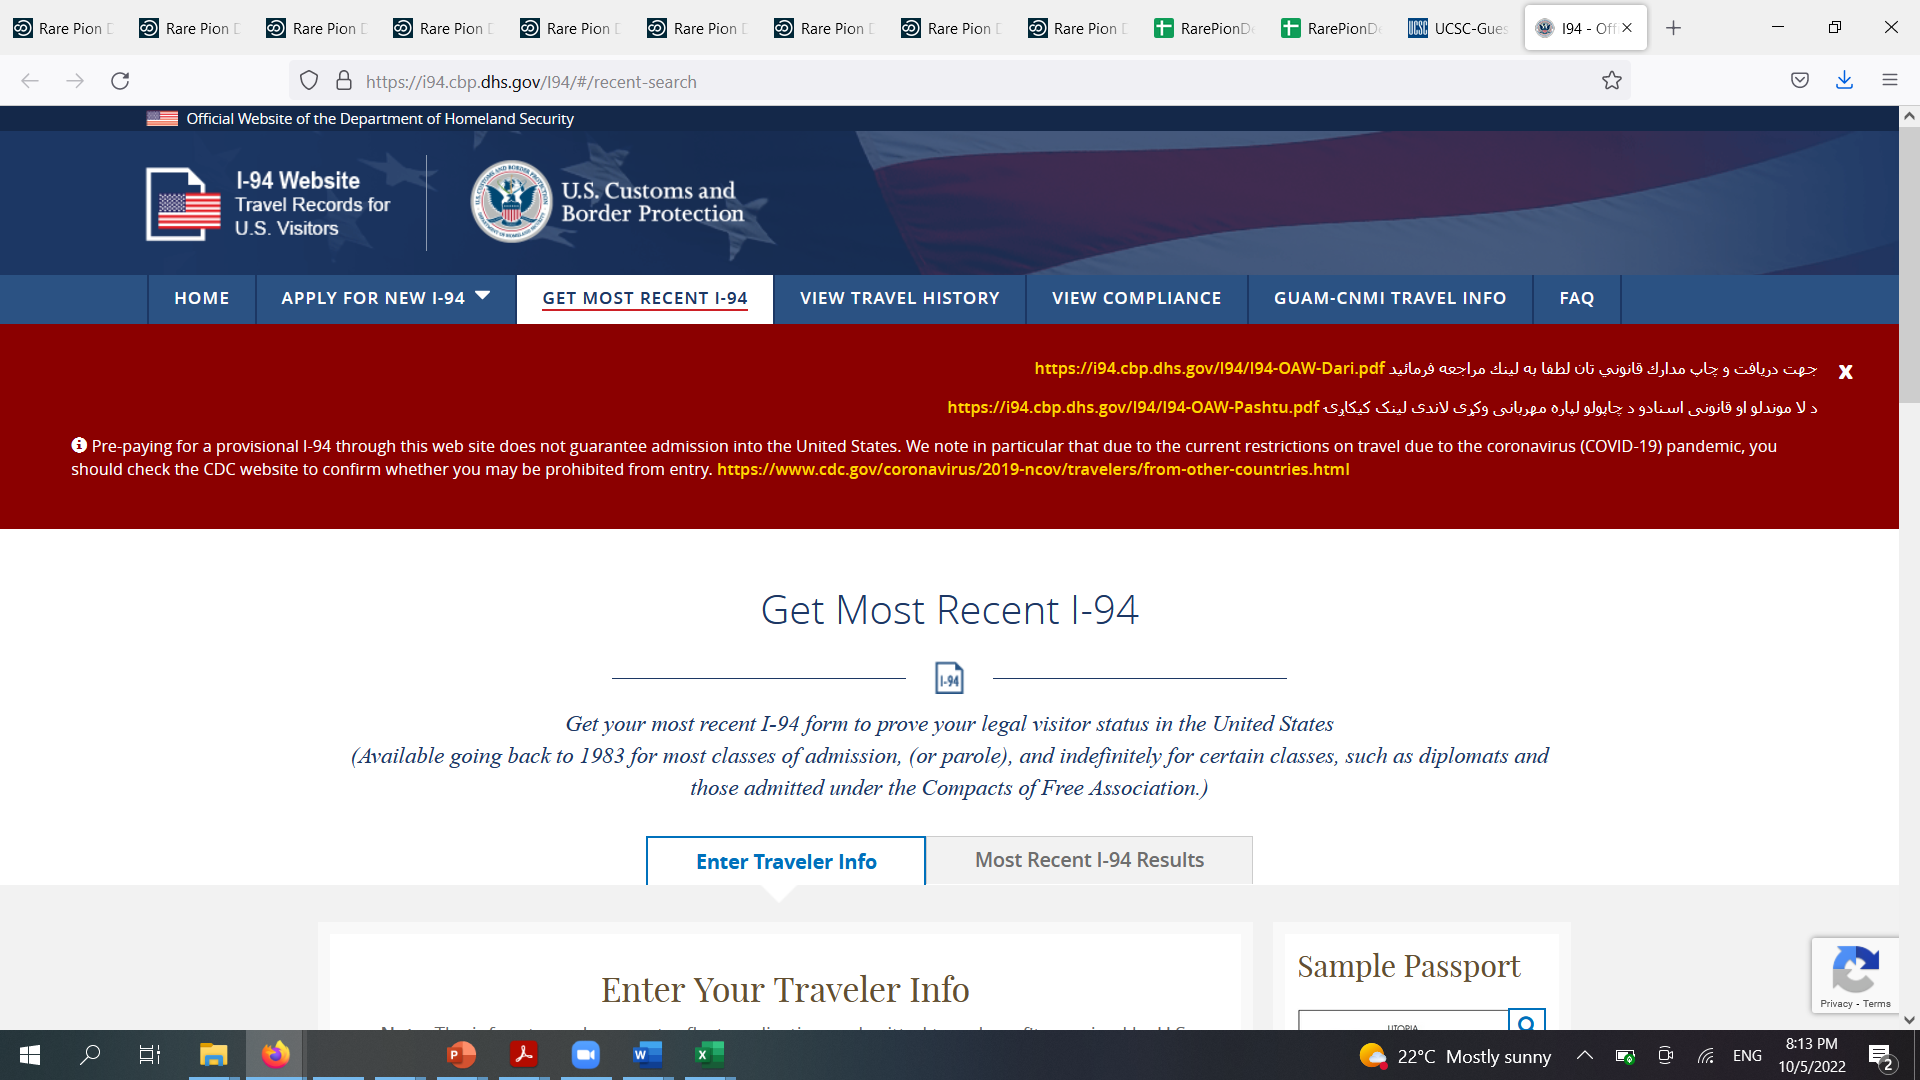 Rare Pion D
Rare Pion D
Rare Pion D
Rare Pion D
Rare Pion D
Rare Pion D
Rare Pion D
Rare Pion D
Rare Pion D
RarePionDe
RarePionDe
UCSC-Gues
I94 - Off
https://i94.cbp.dhs.gov/I94/#/recent-search
Official Website of the Department of Homeland Security
I-94 Website
Travel Records for
U.S. Visitors
U.S. Customs and
Border Protection
HOME
APPLY FOR NEW I-94
GET MOST RECENT I-94
VIEW TRAVEL HISTORY
VIEW COMPLIANCE
GUAM-CNMI TRAVEL INFO
FAQ
جهت دریافت و چاپ مدارك قانوني تان لطفا به لینك مراجعه فرمائید https://i94.cbp.dhs.gov/I94/I94-OAW-Dari.pdf
X
د لا موندلو او قانونی اسنادو د چاپولو لپاره مهربانی وکړی لاندی لینک کیکاږۍ https://i94.cbp.dhs.gov/I94/I94-OAW-Pashtu.pdf
Pre-paying for a provisional I-94 through this web site does not guarantee admission into the United States. We note in particular that due to the current restrictions on travel due to the coronavirus (COVID-19) pandemic, you
should check the CDC website to confirm whether you may be prohibited from entry. https://www.cdc.gov/coronavirus/2019-ncov/travelers/from-other-countries.html
Get Most Recent I-94
I-94
Get your most recent I-94 form to prove your legal visitor status in the United States
(Available going back to 1983 for most classes of admission, (or parole), and indefinitely for certain classes, such as diplomats and
those admitted under the Compacts of Free Association.)
Enter Traveler Info
Most Recent I-94 Results
Enter Your Traveler Info
Sample Passport
UTOPIA
Privacy - Terms
22°C Mostly sunny
ENG
8:13 PM
10/5/2022
2